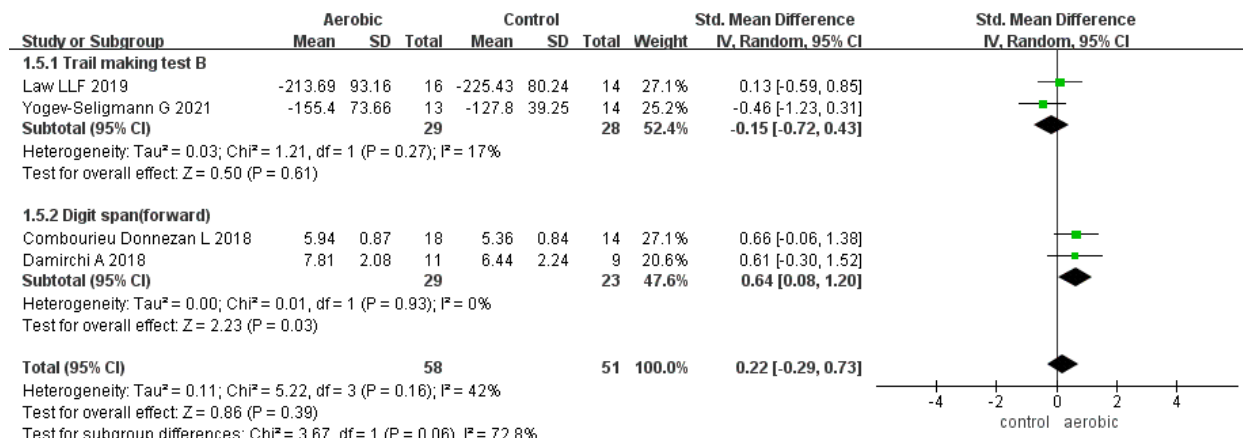 Aerobic Control Std. Mean Difference Std. Mean Difference
Study or Subgroup Mean SD Total Mean SD Total Weight IV, Random, 95% CI IV, Random, 95% CI
1.5.1 Trail making test B
Law LLF 2019 -213.69 93.16 16 -225.43 80.24 14 27.1% 0.13 [-0.59, 0.85]
Yogev-Seligmann G 2021 -155.4 73.66 13 -127.8 39.25 14 25.2% -0.46 [-1.23, 0.31]
Subtotal (95% CI) 29 28 52.4% -0.15 [-0.72, 0.43]
Heterogeneity: Tau² = 0.03; Chi² = 1.21, df = 1 (P = 0.27); I² = 17%
Test for overall effect: Z = 0.50 (P = 0.61)
1.5.2 Digit span(forward)
Combourieu Donnezan L 2018 5.94 0.87 18 5.36 0.84 14 27.1% 0.66 [-0.06, 1.38]
Damirchi A 2018 7.81 2.08 11 6.44 2.24 9 20.6% 0.61 [-0.30, 1.52]
Subtotal (95% CI) 29 23 47.6% 0.64 [0.08, 1.20]
Heterogeneity: Tau² = 0.00; Chi² = 0.01, df = 1 (P = 0.93); I² = 0%
Test for overall effect: Z = 2.23 (P = 0.03)
Total (95% CI) 58 51 100.0% 0.22 [-0.29, 0.73]
Heterogeneity: Tau² = 0.11; Chi² = 5.22, df = 3 (P = 0.16); I² = 42%
Test for overall effect: Z = 0.86 (P = 0.39)
Test for subgroup differences: Chi² = 3.67, df = 1 (P = 0.06), I² = 72.8%
-4 -2 0 2 4
control aerobic